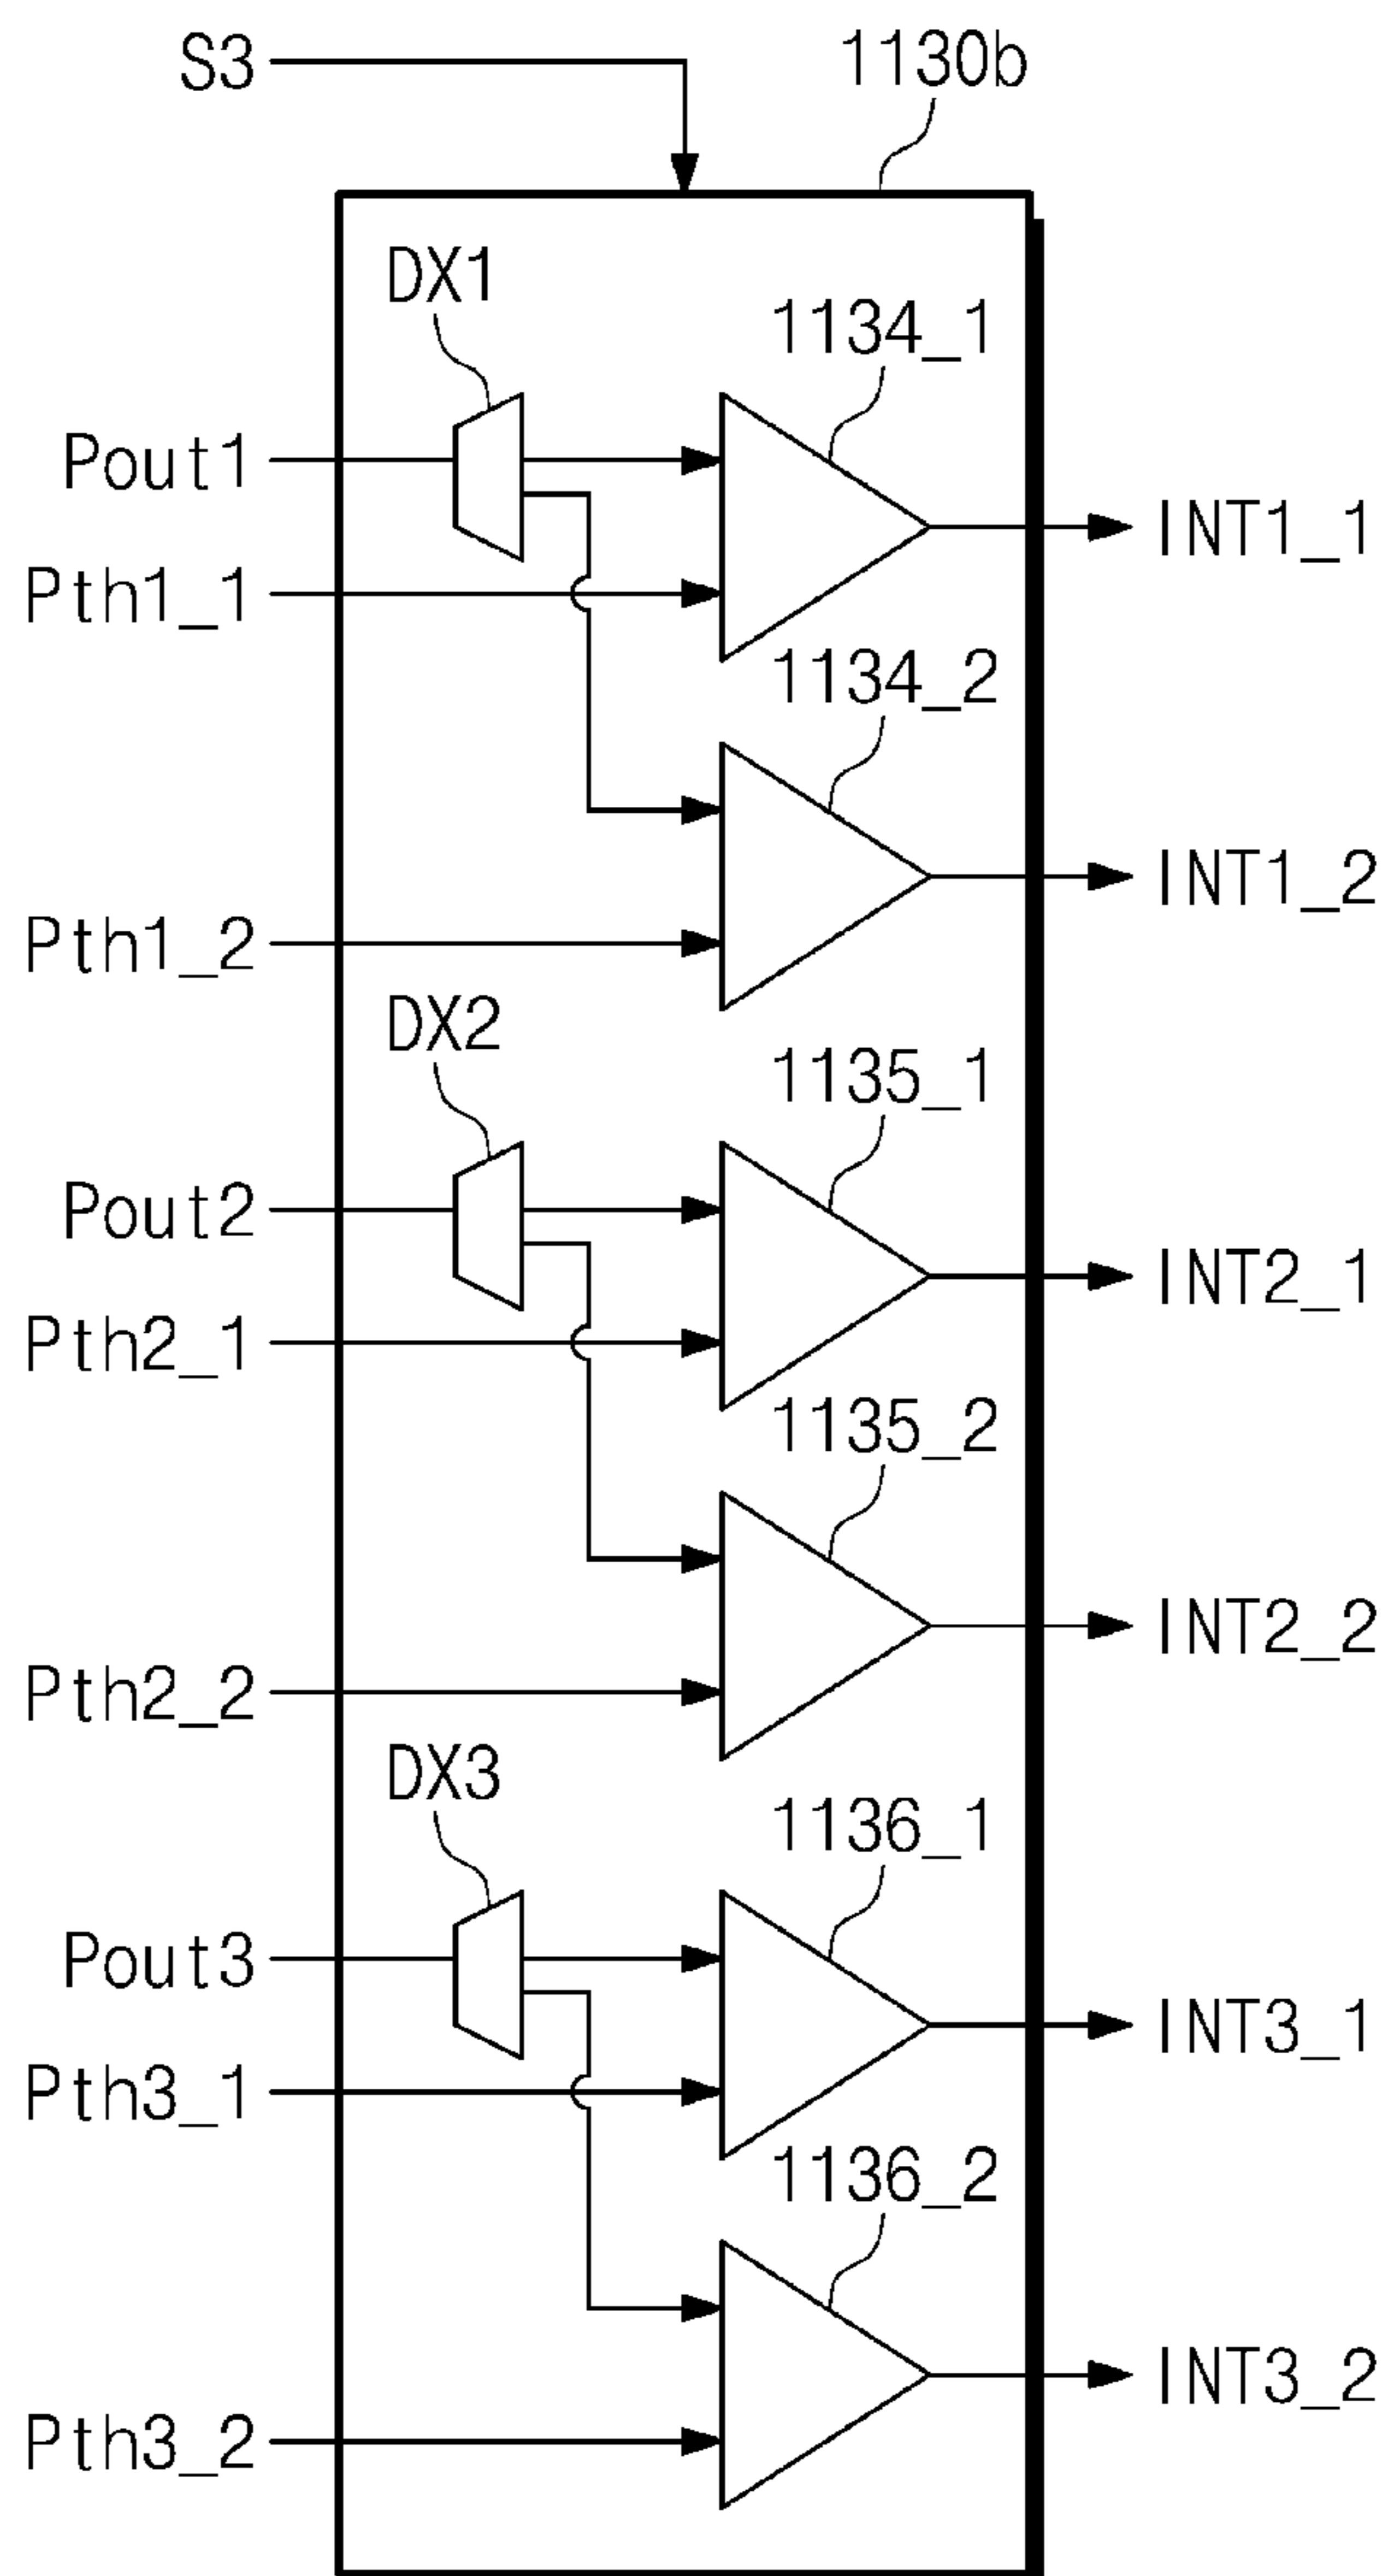 S3
1130b
DX1
1134_1
Pout1
INT1_1
Pth1_1
1134_2
INT1_2
Pth1_2
DX2
1135_1
Pout2
INT2_1
Pth2_1
1135_2
INT2_2
Pth2_2
DX3
1136_1
Pout3
INT3_1
Pth3_1
1136_2
INT3_2
Pth3_2